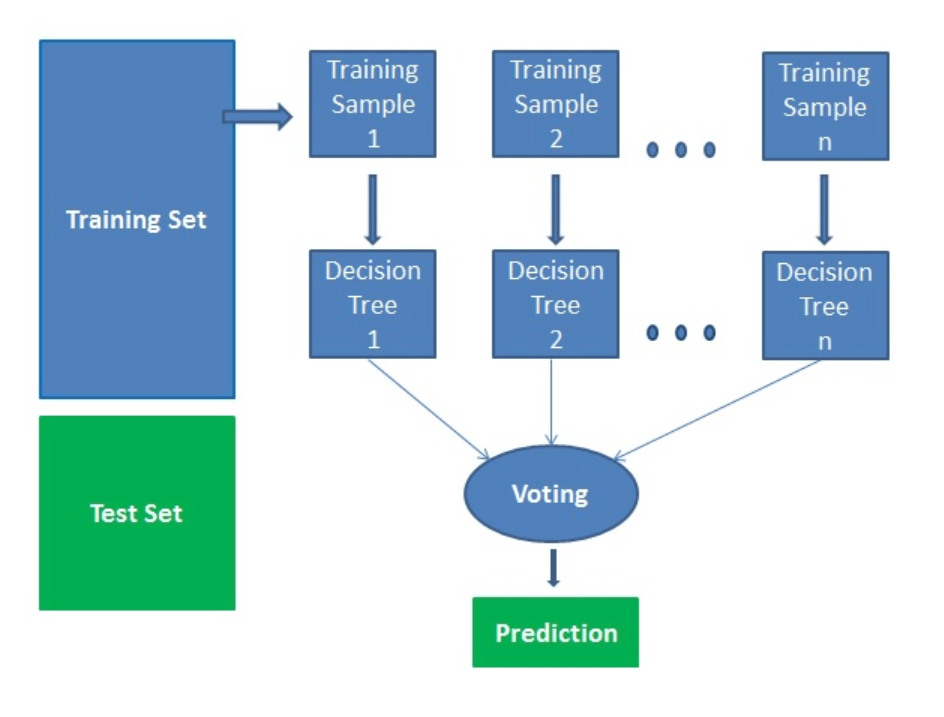 Training Set
Training
Sample
1
Training
Sample
2
Training
Sample
n
Decision
Tree
1
Decision
Tree
2
Decision
Tree
n
Test Set
Voting
Prediction